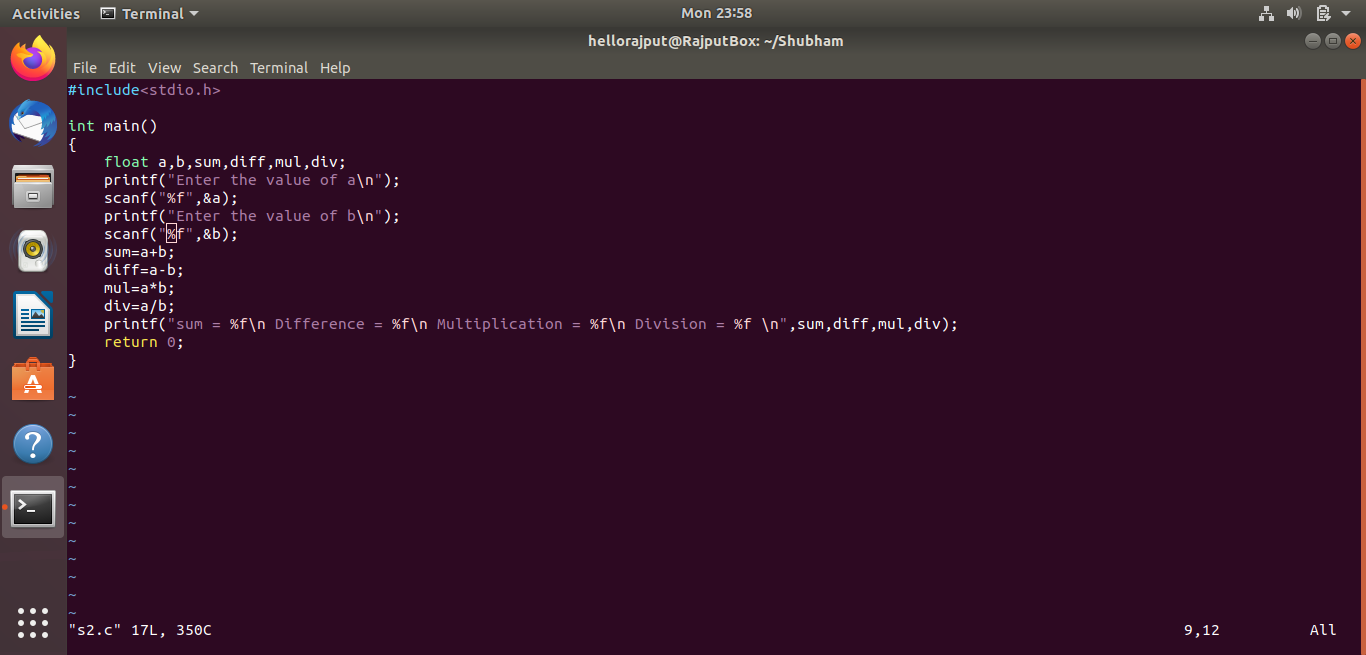 Activities Terminal Mon 23:58
hellorajput@RajputBox: ~/Shubham
File Edit View Search Terminal Help
#include<stdio.h>
int main()
{
    float a,b,sum,diff,mul,div;
    printf("Enter the value of a\n");
    scanf("%f",&a);
    printf("Enter the value of b\n");
    scanf("%f",&b);
    sum=a+b;
    diff=a-b;
    mul=a*b;
    div=a/b;
    printf("sum = %f\n Difference = %f\n Multiplication = %f\n Division = %f \n",sum,diff,mul,div);
    return 0;
}
~
~
~
~
~
~
~
~
~
~
~
~
~
"s2.c" 17L, 350C 9,12 All